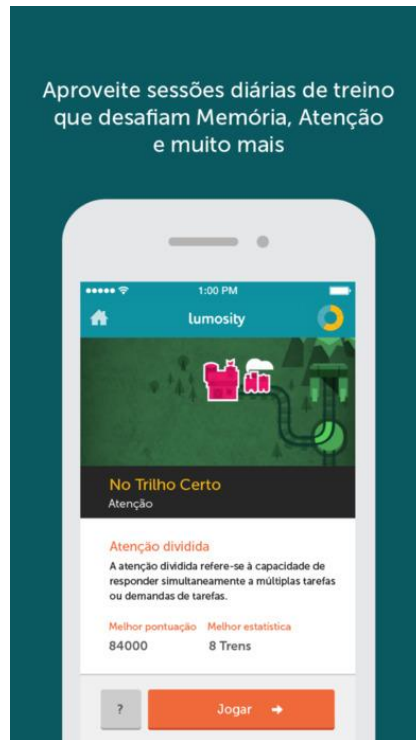 Aproveite sessões diárias de treino
que desafiam Memória, Atenção
e muito mais
1:00 PM
lumosity
No Trilho Certo
Atenção
Atenção dividida
A atenção dividida refere-se à capacidade de
responder simultaneamente a múltiplas tarefas
ou demandas de tarefas.
Melhor pontuação Melhor estatística
84000 8 Trens
? Jogar